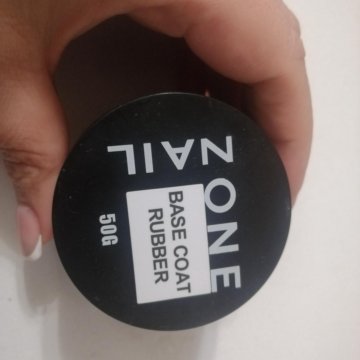 NAIL
ZONE
BASE COAT
RUBBER
50G